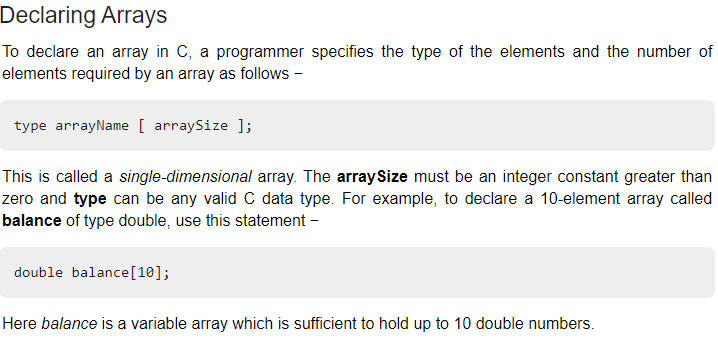 Declaring Arrays
To declare an array in C, a programmer specifies the type of the elements and the number of
elements required by an array as follows −
type arrayName [ arraySize ];
This is called a single-dimensional array. The arraySize must be an integer constant greater than
zero and type can be any valid C data type. For example, to declare a 10-element array called
balance of type double, use this statement −
double balance[10];
Here balance is a variable array which is sufficient to hold up to 10 double numbers.